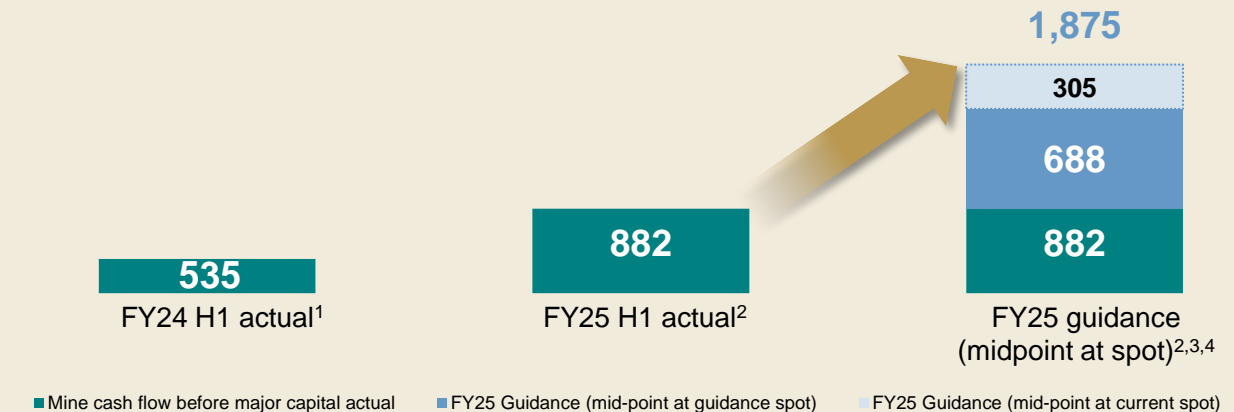 1,875
305
688
882
882
535
FY24 H1 actual1
FY25 H1 actual2
FY25 guidance
(midpoint at spot)2,3,4
Mine cash flow before major capital actual
FY25 Guidance (mid-point at guidance spot)
FY25 Guidance (mid-point at current spot)